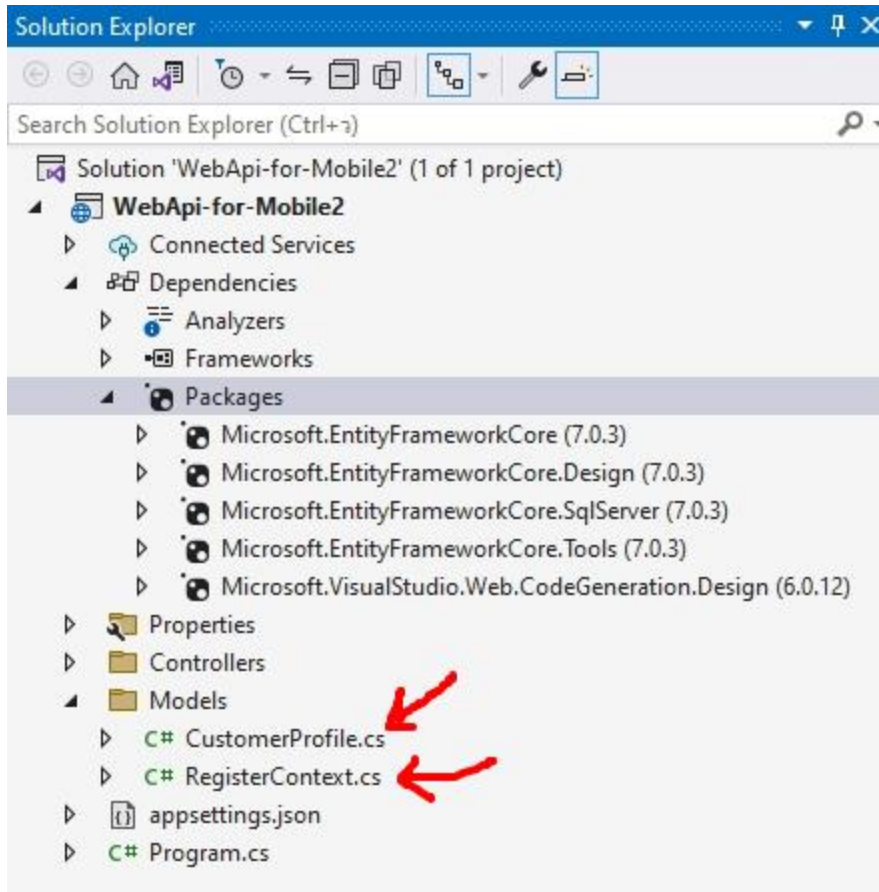 Solution Explorer
Search Solution Explorer (Ctrl+ד)
Solution 'WebApi-for-Mobile2' (1 of 1 project)
WebApi-for-Mobile2
Connected Services
Dependencies
Analyzers
Frameworks
Packages
Microsoft.EntityFrameworkCore (7.0.3)
Microsoft.EntityFrameworkCore.Design (7.0.3)
Microsoft.EntityFrameworkCore.SqlServer (7.0.3)
Microsoft.EntityFrameworkCore.Tools (7.0.3)
Microsoft.VisualStudio.Web.CodeGeneration.Design (6.0.12)
Properties
Controllers
Models
C# CustomerProfile.cs
C# RegisterContext.cs
appsettings.json
C# Program.cs